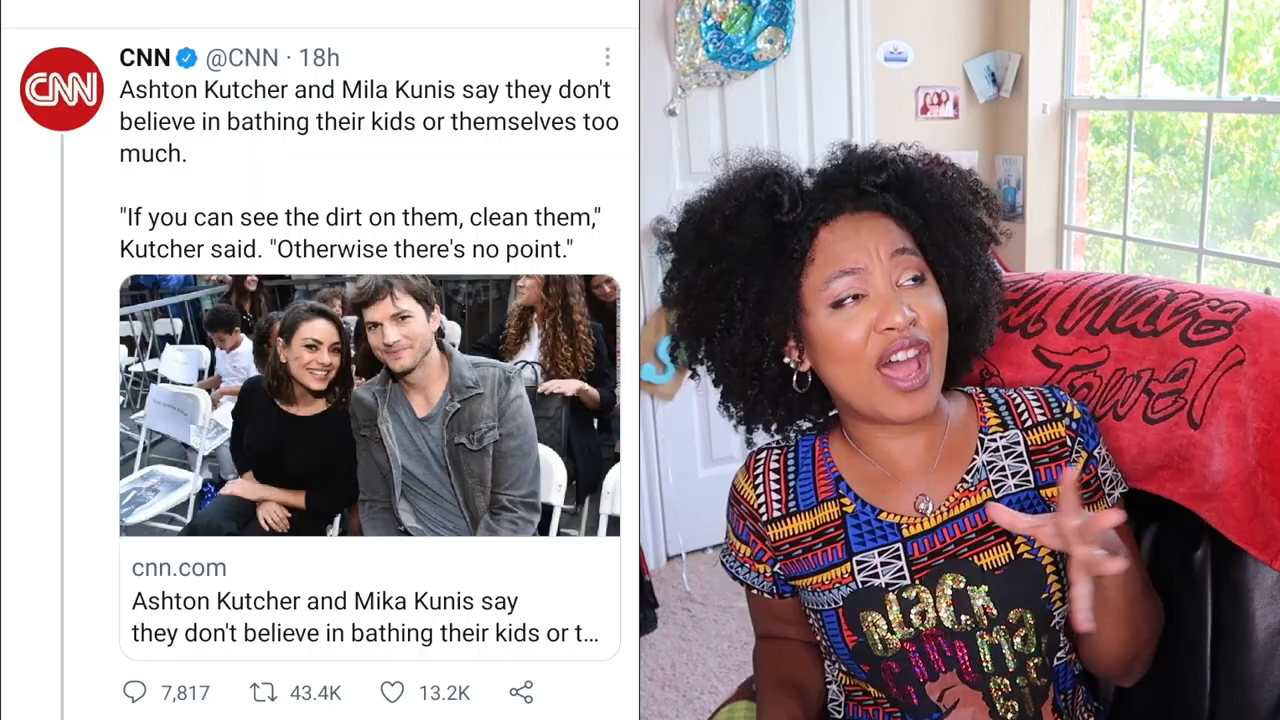 CNN
CNN @CNN · 18h
Ashton Kutcher and Mila Kunis say they don't
believe in bathing their kids or themselves too
much.
"If you can see the dirt on them, clean them,"
Kutcher said. "Otherwise there's no point."
cnn.com
Ashton Kutcher and Mika Kunis say
they don't believe in bathing their kids or t...
7,817 43.4K 13.2K
Wave
Towel
Black